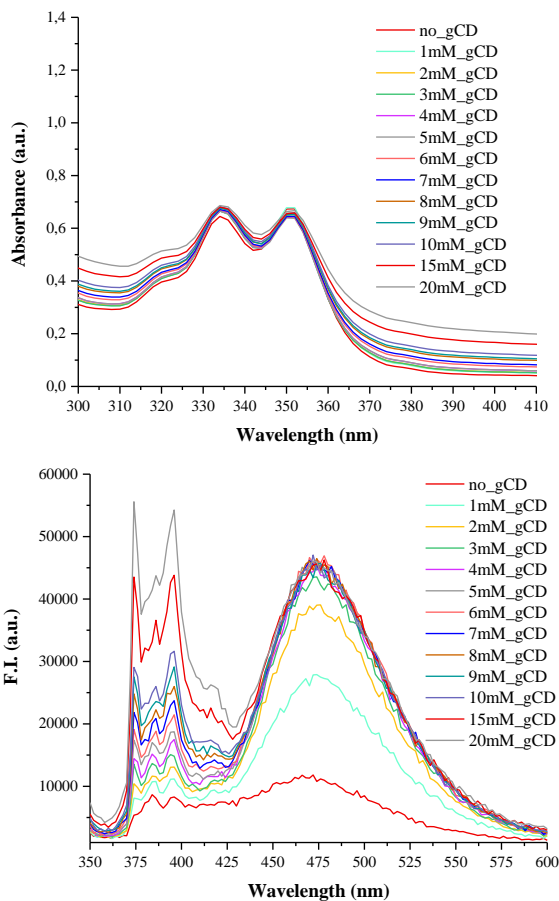 1,4
1,2
1,0
0,8
0,6
0,4
0,2
0,0
Absorbance (a.u.)
300 310 320 330 340 350 360 370 380 390 400 410
Wavelength (nm)
no_gCD
1mM_gCD
2mM_gCD
3mM_gCD
4mM_gCD
5mM_gCD
6mM_gCD
7mM_gCD
8mM_gCD
9mM_gCD
10mM_gCD
15mM_gCD
20mM_gCD
60000
50000
40000
30000
20000
10000
F.I. (a.u.)
350 375 400 425 450 475 500 525 550 575 600
Wavelength (nm)
no_gCD
1mM_gCD
2mM_gCD
3mM_gCD
4mM_gCD
5mM_gCD
6mM_gCD
7mM_gCD
8mM_gCD
9mM_gCD
10mM_gCD
15mM_gCD
20mM_gCD